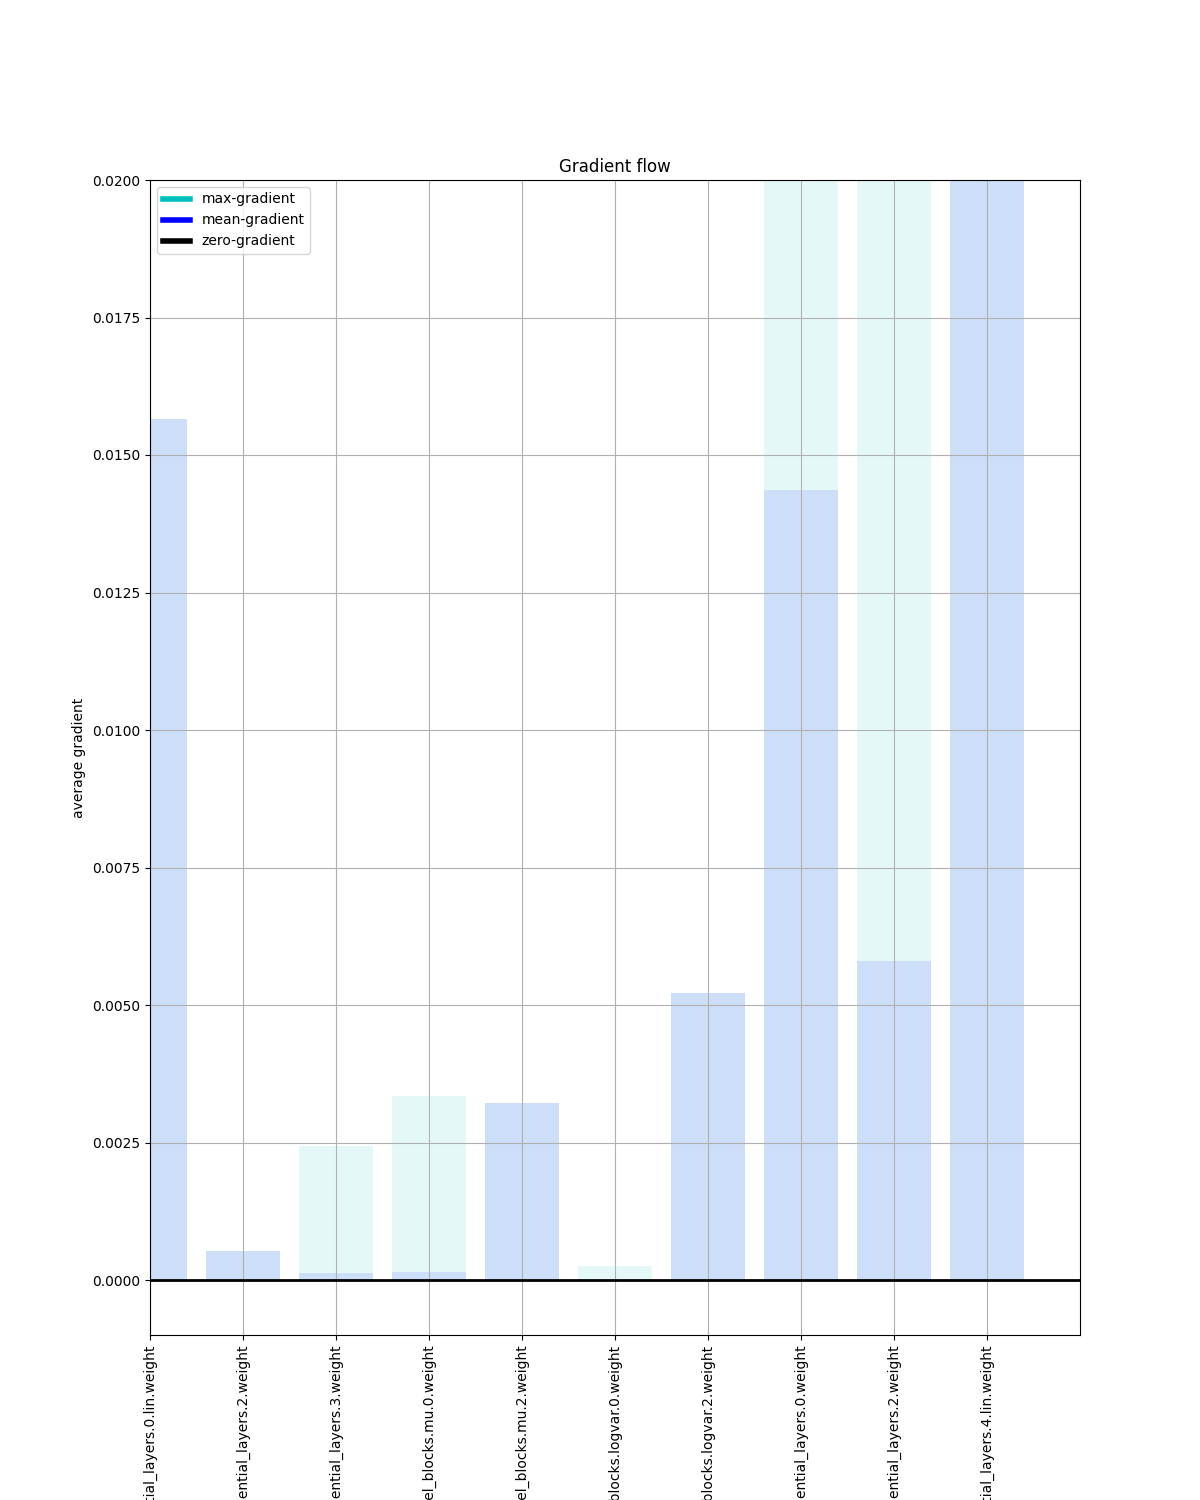 Gradient flow
max-gradient
mean-gradient
zero-gradient
0.0200
0.0175
0.0150
0.0125
0.0100
0.0075
0.0050
0.0025
0.0000
average gradient
tial_layers.0.lin.weight
ential_layers.2.weight
ential_layers.3.weight
el_blocks.mu.0.weight
el_blocks.mu.2.weight
blocks.logvar.0.weight
blocks.logvar.2.weight
ential_layers.0.weight
ential_layers.2.weight
tial_layers.4.lin.weight